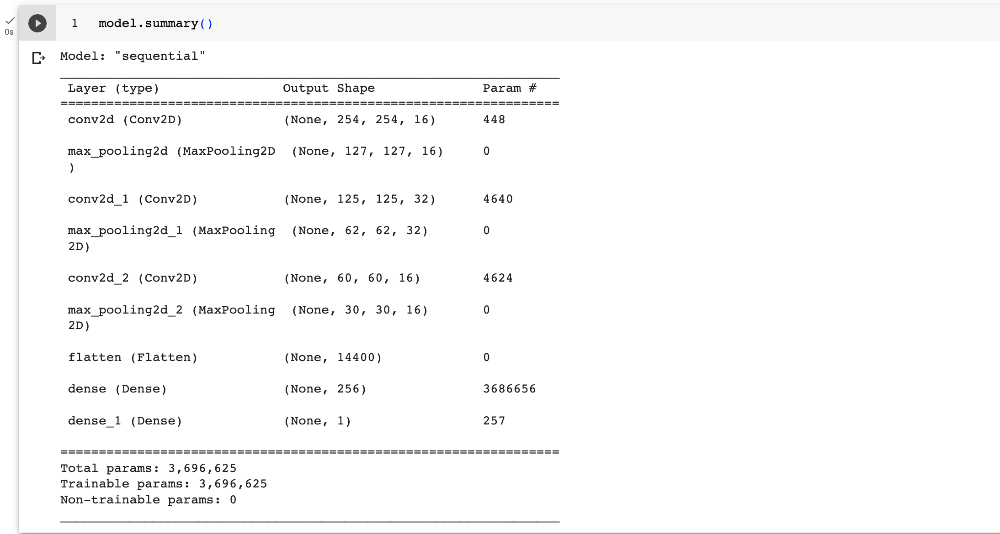 0s
1 model.summary()
Model: "sequential"
_________________________________________________________________
Layer (type) Output Shape Param #
=================================================================
conv2d (Conv2D) (None, 254, 254, 16) 448
max_pooling2d (MaxPooling2D (None, 127, 127, 16) 0
)
conv2d_1 (Conv2D) (None, 125, 125, 32) 4640
max_pooling2d_1 (MaxPooling (None, 62, 62, 32) 0
2D)
conv2d_2 (Conv2D) (None, 60, 60, 16) 4624
max_pooling2d_2 (MaxPooling (None, 30, 30, 16) 0
2D)
flatten (Flatten) (None, 14400) 0
dense (Dense) (None, 256) 3686656
dense_1 (Dense) (None, 1) 257
=================================================================
Total params: 3,696,625
Trainable params: 3,696,625
Non-trainable params: 0
_________________________________________________________________